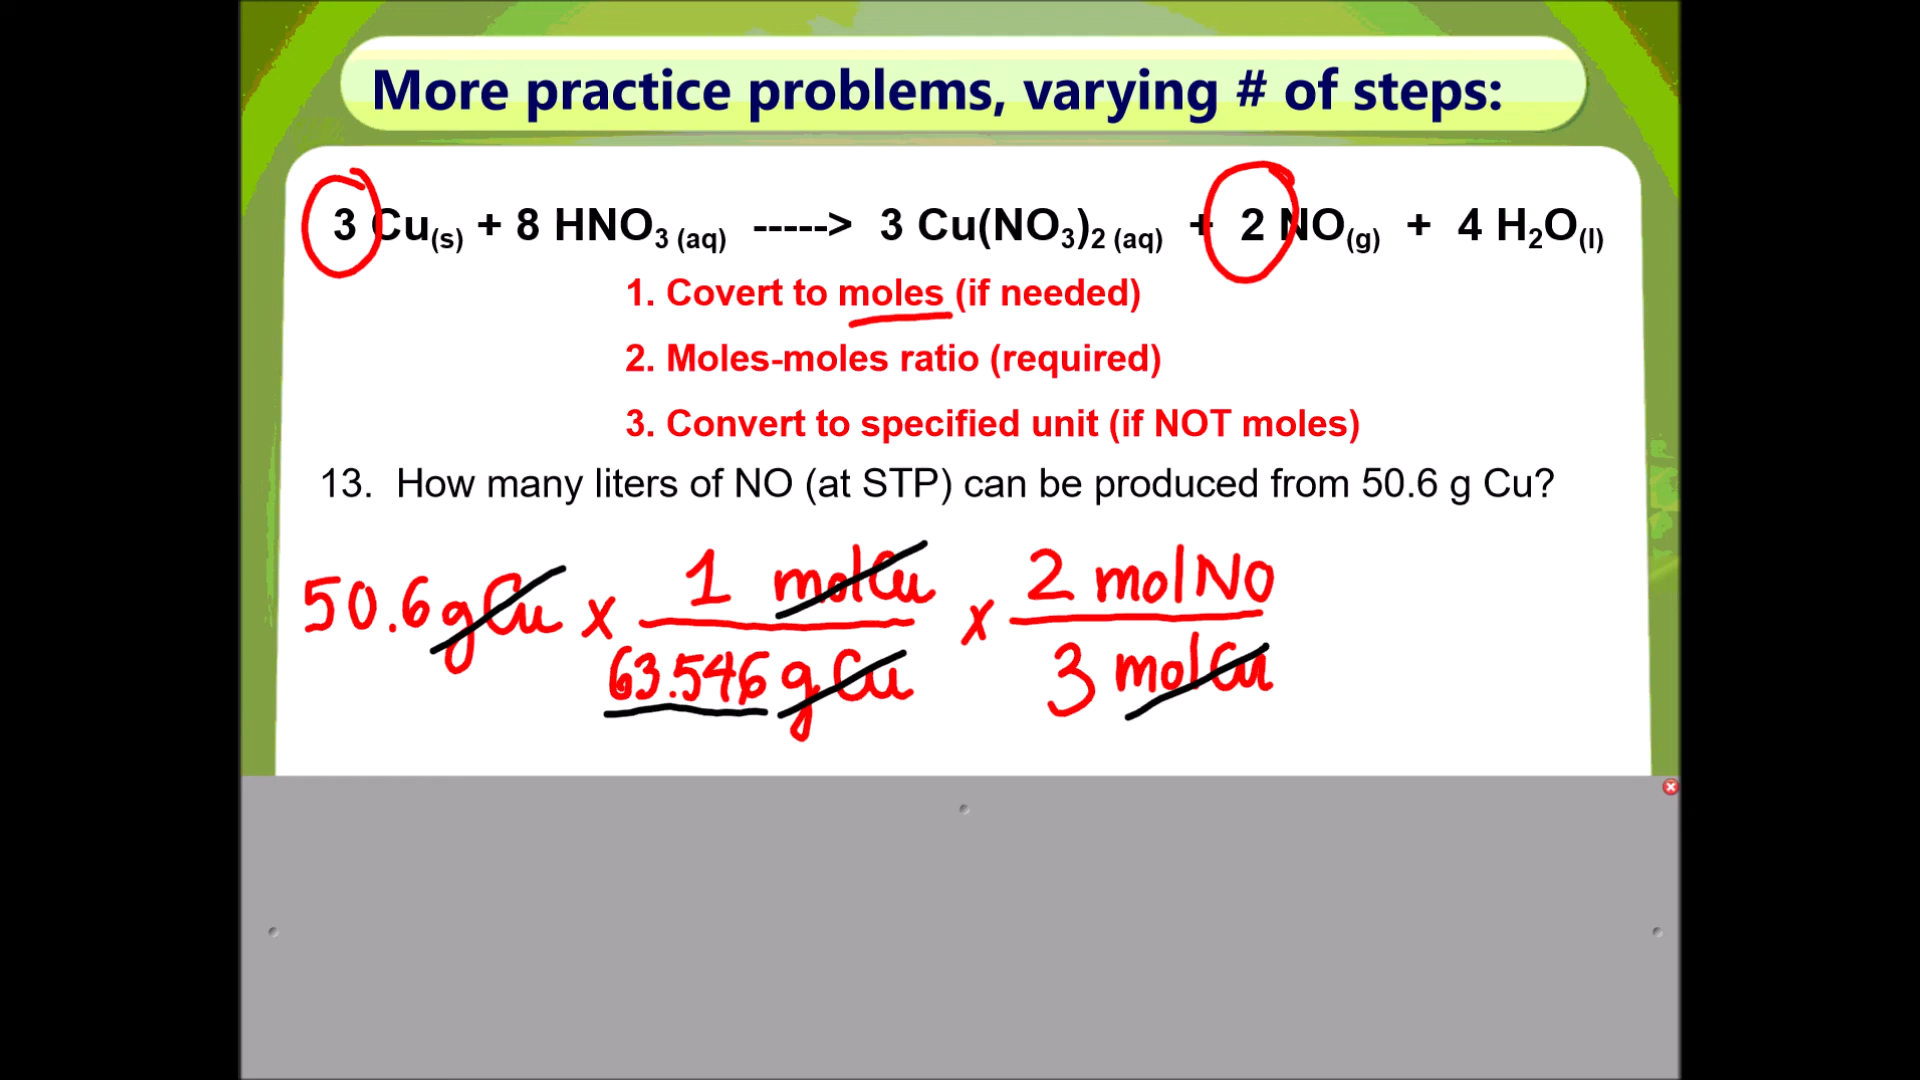 More practice problems, varying # of steps:
3 Cu(s) + 8 HNO3 (aq) -----> 3 Cu(NO3)2 (aq) + 2 NO(g) + 4 H2O(l)
1. Covert to moles (if needed)
2. Moles-moles ratio (required)
3. Convert to specified unit (if NOT moles)
13. How many liters of NO (at STP) can be produced from 50.6 g Cu?
50.6 g Cu x 1 mol Cu / 63.546 g Cu x 2 mol NO / 3 mol Cu